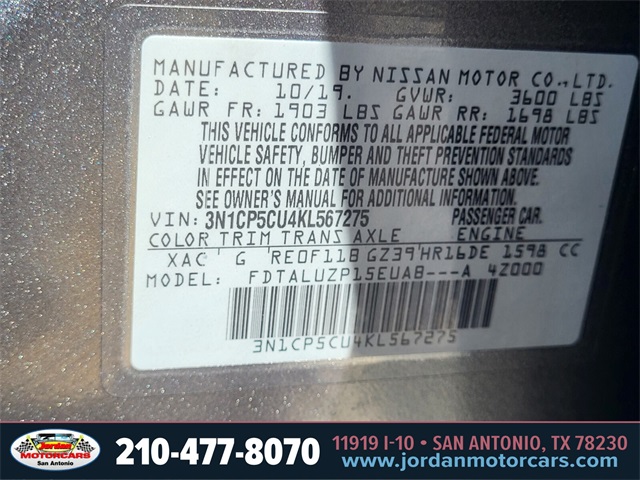 MANUFACTURED BY NISSAN MOTOR CO.,LTD.
DATE: 10/19. GVWR: 3600 LBS
GAWR FR: 1903 LBS GAWR RR: 1698 LBS
THIS VEHICLE CONFORMS TO ALL APPLICABLE FEDERAL MOTOR
VEHICLE SAFETY, BUMPER AND THEFT PREVENTION STANDARDS
IN EFFECT ON THE DATE OF MANUFACTURE SHOWN ABOVE.
SEE OWNER'S MANUAL FOR ADDITIONAL INFORMATION.
VIN: 3N1CP5CU4KL567275 PASSENGER CAR.
COLOR TRIM TRANS AXLE ENGINE
XAC G RE0F11B GZ39 HR16DE 1598 CC
MODEL: FDTALUZP15EUAB---A 4Z000
3N1CP5CU4KL567275
Jordan MOTORCARS San Antonio
210-477-8070
11919 I-10 • SAN ANTONIO, TX 78230
www.jordanmotorcars.com